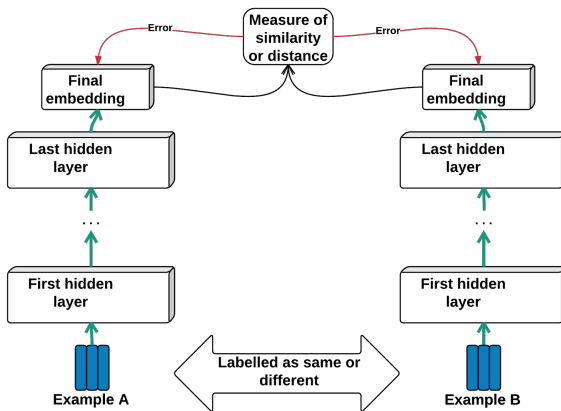 Measure of
similarity
or distance
Error
Error
Final
embedding
Final
embedding
Last hidden
layer
Last hidden
layer
...
...
First hidden
layer
First hidden
layer
Labelled as same or
different
Example A
Example B